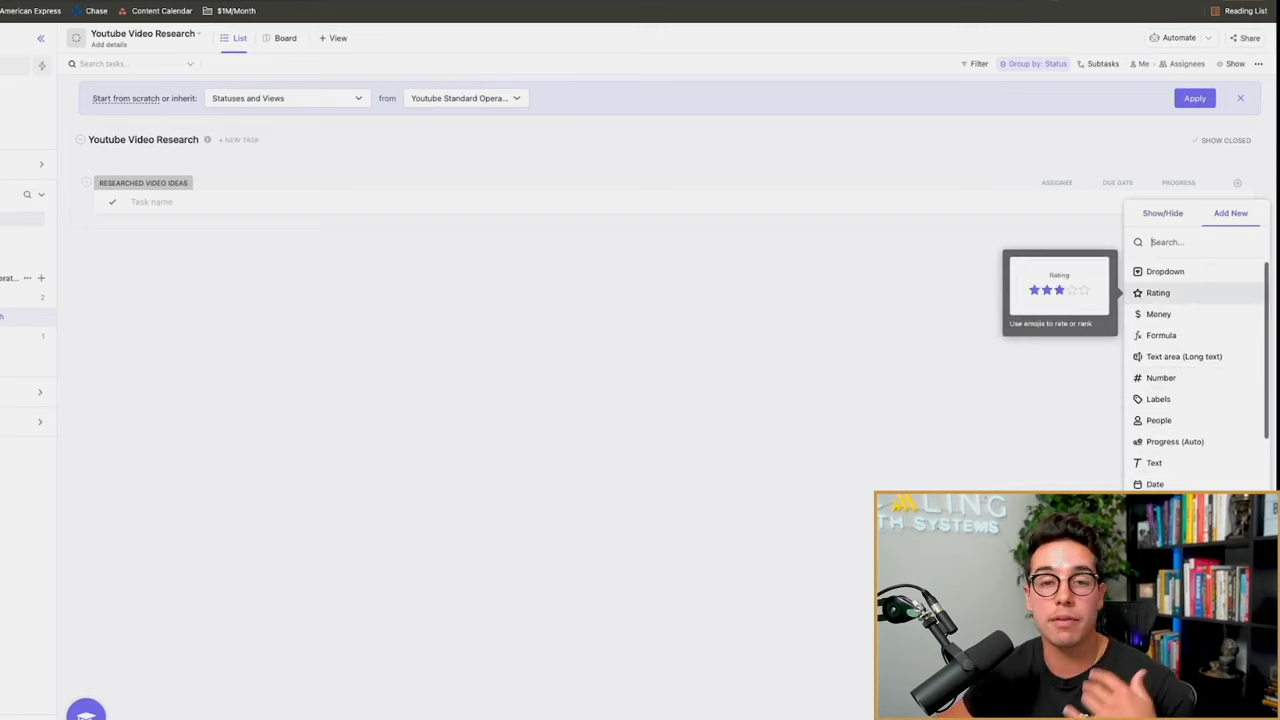 American Express
Chase
Content Calendar
$1M/Month
Reading List
Youtube Video Research
Add details
List
Board
+ View
Automate
Share
Search tasks...
Filter
Group by: Status
Subtasks
Me
Assignees
Show
Start from scratch or inherit:
Statuses and Views
from
Youtube Standard Opera...
Apply
Youtube Video Research
+ NEW TASK
SHOW CLOSED
RESEARCHED VIDEO IDEAS
ASSIGNEE
DUE DATE
PROGRESS
Task name
Show/Hide
Add New
Search...
Rating
Use emojis to rate or rank
Dropdown
Rating
$ Money
Formula
Text area (Long text)
# Number
Labels
People
Progress (Auto)
Text
Date
erat...
2
h
1
LING
TH SYSTEMS